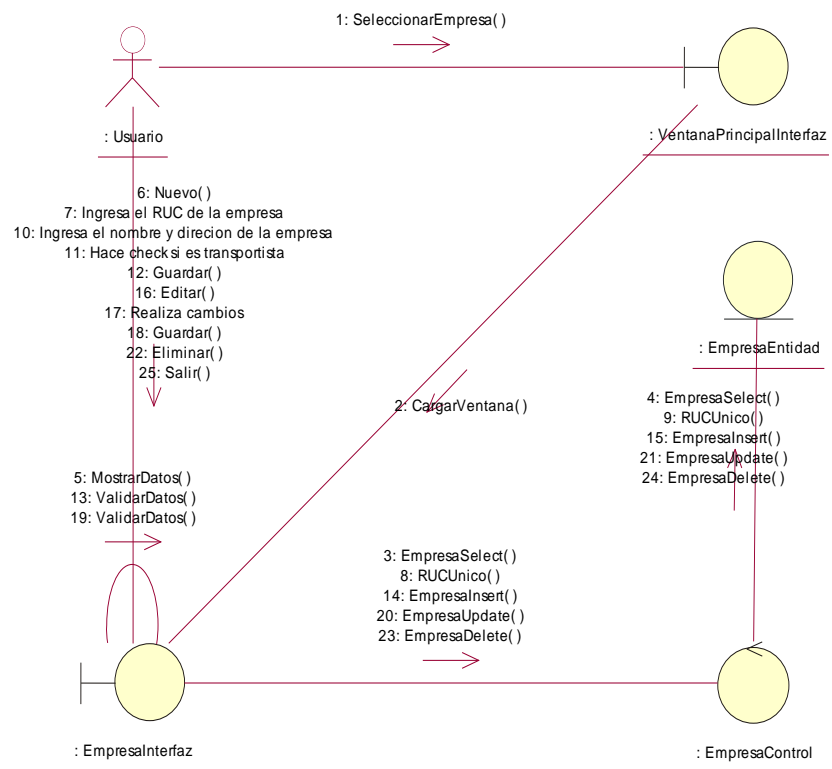 1: SeleccionarEmpresa( )
: Usuario
: VentanaPrincipalInterfaz
6: Nuevo( )
7: Ingresa el RUC de la empresa
10: Ingresa el nombre y direcion de la empresa
11: Hace check si es transportista
12: Guardar( )
16: Editar( )
17: Realiza cambios
18: Guardar( )
22: Eliminar( )
25: Salir( )
: EmpresaEntidad
2: CargarVentana( )
4: EmpresaSelect( )
9: RUCUnico( )
15: EmpresaInsert( )
21: EmpresaUpdate( )
24: EmpresaDelete( )
5: MostrarDatos( )
13: ValidarDatos( )
19: ValidarDatos( )
3: EmpresaSelect( )
8: RUCUnico( )
14: EmpresaInsert( )
20: EmpresaUpdate( )
23: EmpresaDelete( )
: EmpresaInterfaz
: EmpresaControl